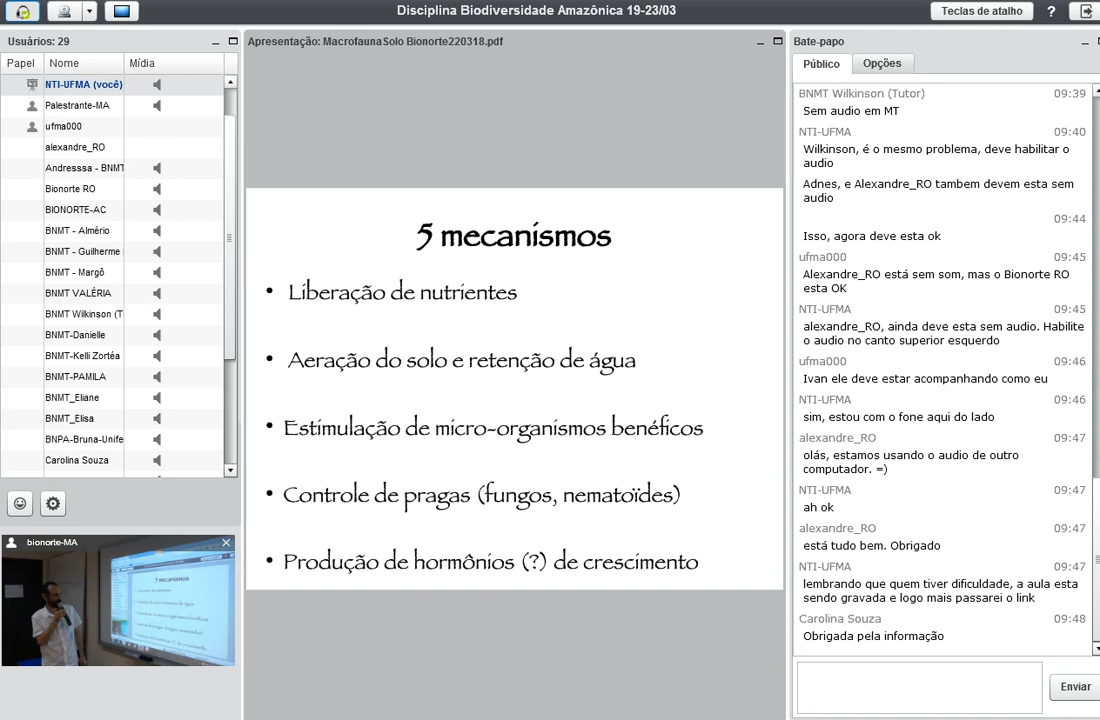 Disciplina Biodiversidade Amazônica 19-23/03
Teclas de atalho
?
Usuários: 29
Papel Nome Mídia
NTI-UFMA (você)
Palestrante-MA
ufma000
alexandre_RO
Andresssa - BNMT
Bionorte RO
BIONORTE-AC
BNMT - Almério
BNMT - Guilherme
BNMT - Margô
BNMT VALÉRIA
BNMT Wilkinson (T
BNMT-Danielle
BNMT-Kelli Zortéa
BNMT-PAMILA
BNMT_Eliane
BNMT_Elisa
BNPA-Bruna-Unife
Carolina Souza
bionorte-MA
5 mecanismos
Apresentação: MacrofaunaSolo Bionorte220318.pdf
5 mecanismos
• Liberação de nutrientes
• Aeração do solo e retenção de água
• Estimulação de micro-organismos benéficos
• Controle de pragas (fungos, nematoïdes)
• Produção de hormônios (?) de crescimento
Bate-papo
Público Opções
BNMT Wilkinson (Tutor) 09:39
Sem audio em MT
NTI-UFMA 09:40
Wilkinson, é o mesmo problema, deve habilitar o
audio
Adnes, e Alexandre_RO tambem devem esta sem
audio
09:44
Isso, agora deve esta ok
ufma000 09:45
Alexandre_RO está sem som, mas o Bionorte RO
esta OK
NTI-UFMA 09:45
alexandre_RO, ainda deve esta sem audio. Habilite
o audio no canto superior esquerdo
ufma000 09:46
Ivan ele deve estar acompanhando como eu
NTI-UFMA 09:46
sim, estou com o fone aqui do lado
alexandre_RO 09:47
olás, estamos usando o audio de outro
computador. =)
NTI-UFMA 09:47
ah ok
alexandre_RO 09:47
está tudo bem. Obrigado
NTI-UFMA 09:47
lembrando que quem tiver dificuldade, a aula esta
sendo gravada e logo mais passarei o link
Carolina Souza 09:48
Obrigada pela informação
Enviar